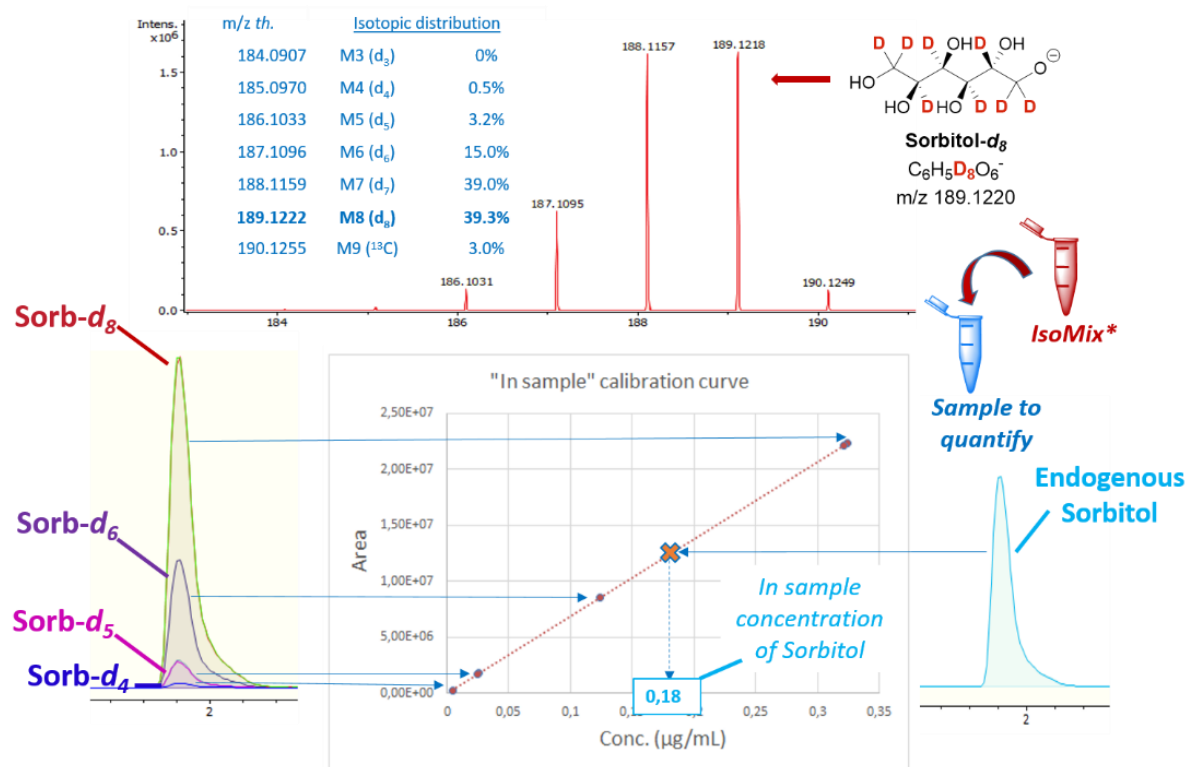 Intens.
x10⁶
1.5
1.0
0.5
0.0
184
186
188
190
m/z th. Isotopic distribution
184.0907 M3 (d₃) 0%
185.0970 M4 (d₄) 0.5%
186.1033 M5 (d₅) 3.2%
187.1096 M6 (d₆) 15.0%
188.1159 M7 (d₇) 39.0%
189.1222 M8 (d₈) 39.3%
190.1255 M9 (¹³C) 3.0%
186.1031
187.1095
188.1157
189.1218
190.1249
D D D OH D OH
HO O⊖
HO D HO D D D
Sorbitol-d₈
C₆H₅D₈O₆⁻
m/z 189.1220
IsoMix*
Sample to
quantify
Sorb-d₈
Sorb-d₆
Sorb-d₅
Sorb-d₄
2
"In sample" calibration curve
2,50E+07
2,00E+07
1,50E+07
1,00E+07
5,00E+06
0,00E+00
Area
0
0,05
0,1
0,2
0,25
0,3
0,35
Conc. (µg/mL)
0,18
In sample
concentration
of Sorbitol
Endogenous
Sorbitol
2